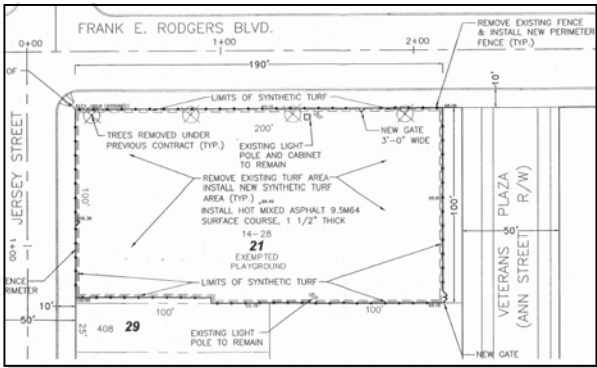 FRANK E. RODGERS BLVD.
REMOVE EXISTING FENCE
& INSTALL NEW PERIMETER
FENCE (TYP.)
0+00
1+00
2+00
190'
10'
OF
LIMITS OF SYNTHETIC TURF
TREES REMOVED UNDER
PREVIOUS CONTRACT (TYP.)
200'
EXISTING LIGHT
POLE AND CABINET
TO REMAIN
NEW GATE
3'-0" WIDE
JERSEY STREET
1+00
100'
REMOVE EXISTING TURF AREA
INSTALL NEW SYNTHETIC TURF
AREA (TYP.)
INSTALL HOT MIXED ASPHALT 9.5M64
SURFACE COURSE, 1 1/2" THICK
14-28
21
EXEMPTED
PLAYGROUND
100'
50'
VETERANS PLAZA
(ANN STREET R/W)
ENCE
RIMETER
LIMITS OF SYNTHETIC TURF
10'
50'
25'
408
29
100'
EXISTING LIGHT
POLE TO REMAIN
100'
NEW GATE